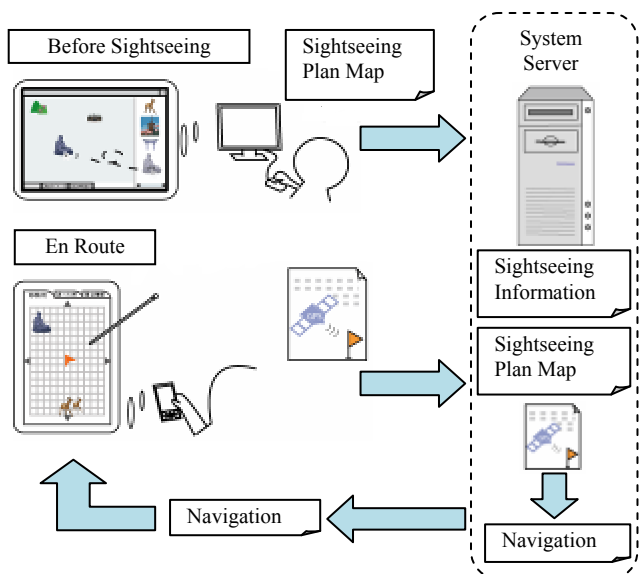 Before Sightseeing
Sightseeing
Plan Map
System
Server
En Route
Sightseeing
Information
Sightseeing
Plan Map
Navigation
Navigation